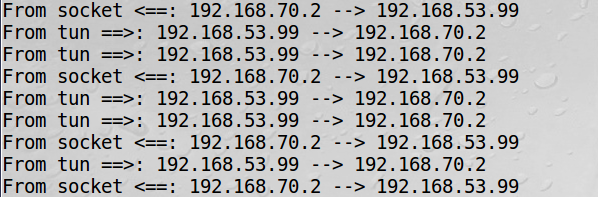 From socket <==: 192.168.70.2 --> 192.168.53.99
From tun ==>: 192.168.53.99 --> 192.168.70.2
From tun ==>: 192.168.53.99 --> 192.168.70.2
From socket <==: 192.168.70.2 --> 192.168.53.99
From tun ==>: 192.168.53.99 --> 192.168.70.2
From tun ==>: 192.168.53.99 --> 192.168.70.2
From socket <==: 192.168.70.2 --> 192.168.53.99
From tun ==>: 192.168.53.99 --> 192.168.70.2
From socket <==: 192.168.70.2 --> 192.168.53.99